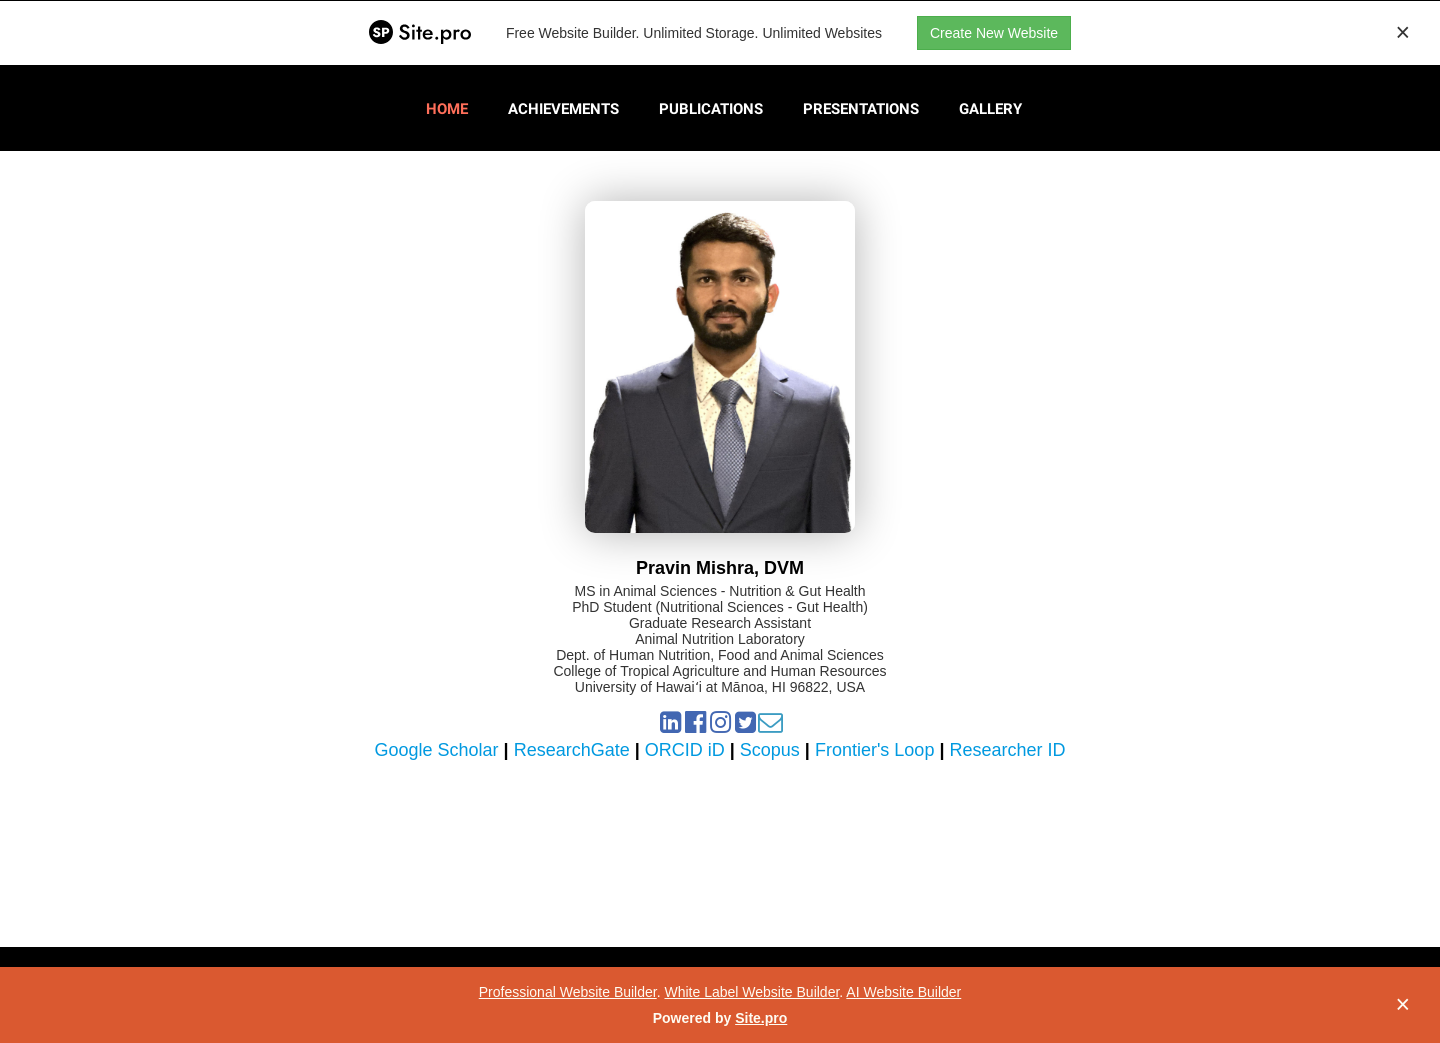 SP Site.pro Free Website Builder. Unlimited Storage. Unlimited Websites Create New Website ×
HOME ACHIEVEMENTS PUBLICATIONS PRESENTATIONS GALLERY
Pravin Mishra, DVM
MS in Animal Sciences - Nutrition & Gut Health
PhD Student (Nutritional Sciences - Gut Health)
Graduate Research Assistant
Animal Nutrition Laboratory
Dept. of Human Nutrition, Food and Animal Sciences
College of Tropical Agriculture and Human Resources
University of Hawaiʻi at Mānoa, HI 96822, USA
Google Scholar | ResearchGate | ORCID iD | Scopus | Frontier's Loop | Researcher ID
Professional Website Builder. White Label Website Builder. AI Website Builder
×
Powered by Site.pro